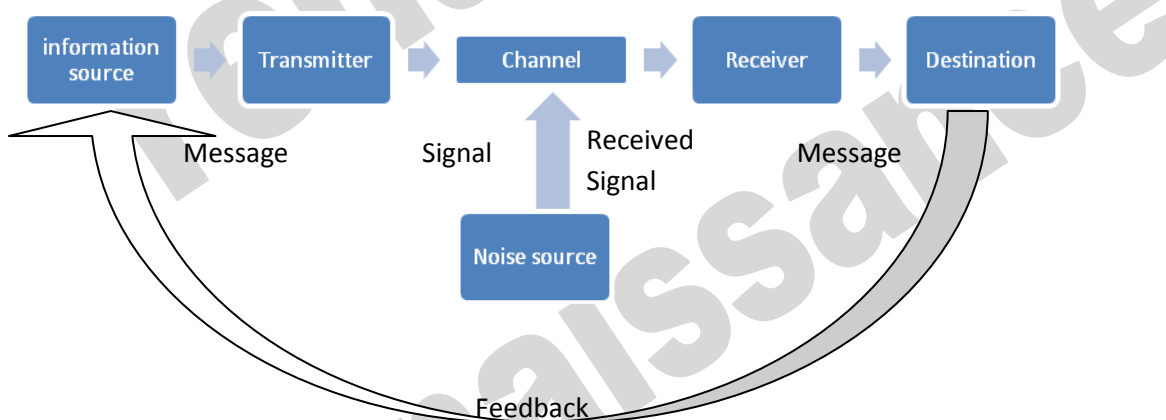 information
source
Transmitter
Channel
Receiver
Destination
Message
Signal
Received
Signal
Message
Noise source
Feedback